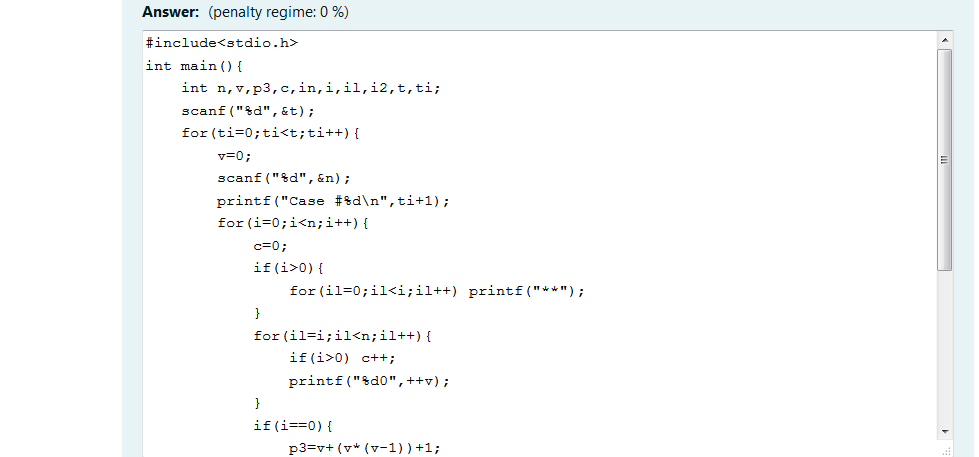 Answer: (penalty regime: 0 %)
#include<stdio.h>
int main(){
    int n,v,p3,c,in,i,i1,i2,t,ti;
    scanf("%d",&t);
    for(ti=0;ti<t;ti++){
        v=0;
        scanf("%d",&n);
        printf("Case #%d\n",ti+1);
        for(i=0;i<n;i++){
            c=0;
            if(i>0){
                for(i1=0;i1<i;i1++) printf("**");
            }
            for(i1=i;i1<n;i1++){
                if(i>0) c++;
                printf("%d0",++v);
            }
            if(i==0){
                p3=v+(v*(v-1))+1;